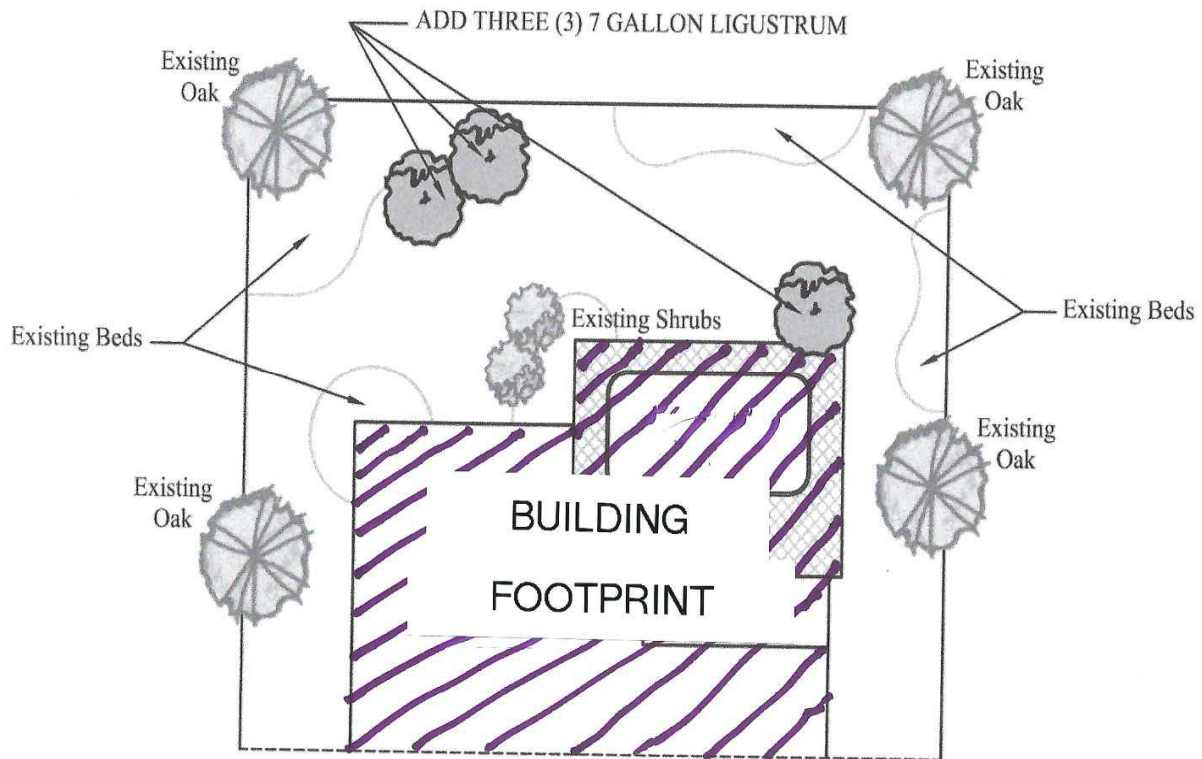 ADD THREE (3) 7 GALLON LIGUSTRUM
Existing
Oak
Existing
Oak
Existing Shrubs
Existing Beds
Existing Beds
Existing
Oak
Existing
Oak
BUILDING
FOOTPRINT